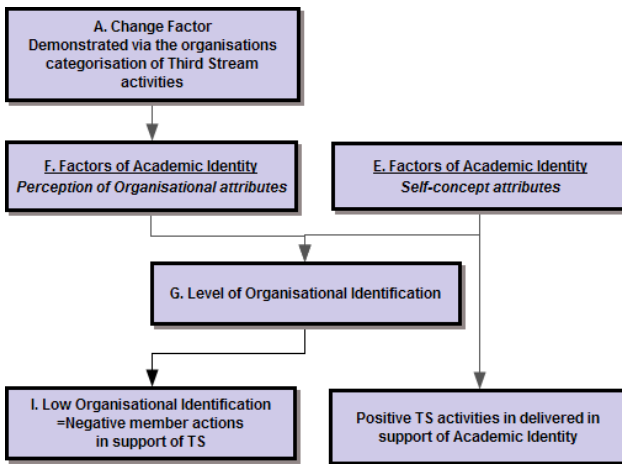 A. Change Factor
Demonstrated via the organisations
categorisation of Third Stream
activities
F. Factors of Academic Identity
Perception of Organisational attributes
E. Factors of Academic Identity
Self-concept attributes
G. Level of Organisational Identification
I. Low Organisational Identification
=Negative member actions
in support of TS
Positive TS activities in delivered in
support of Academic Identity